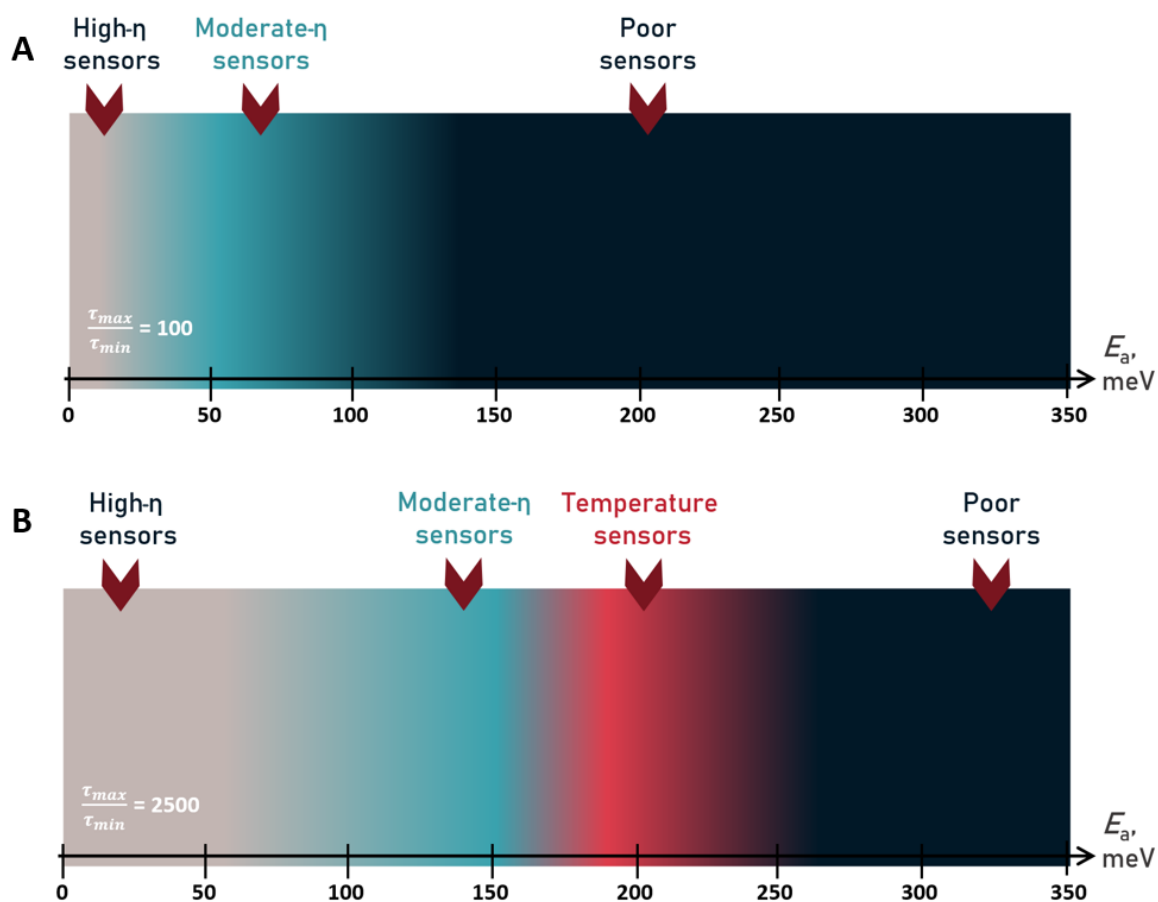 A
High-η
sensors
Moderate-η
sensors
Poor
sensors
τmax
τmin
= 100
Eₐ,
meV
0 50 100 150 200 250 300 350
B
High-η
sensors
Moderate-η
sensors
Temperature
sensors
Poor
sensors
τmax
τmin
= 2500
Eₐ,
meV
0 50 100 150 200 250 300 350